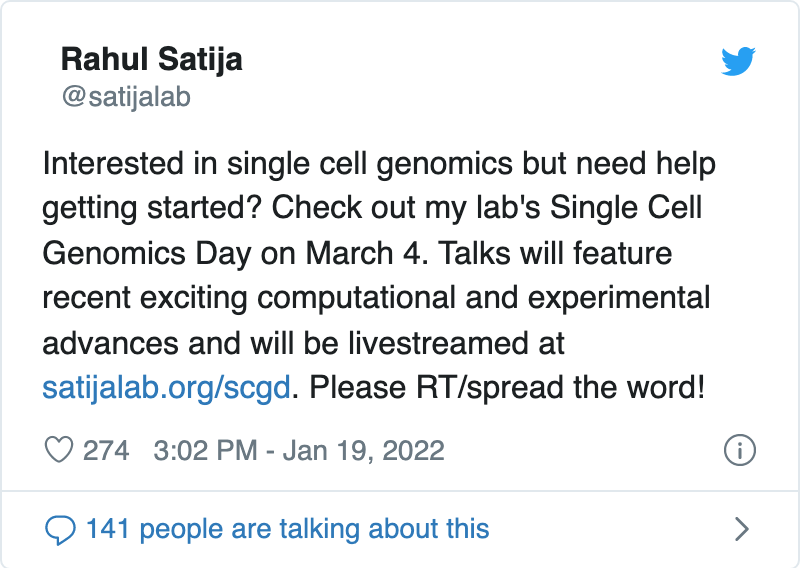 Rahul Satija
@satijalab
Interested in single cell genomics but need help
getting started? Check out my lab's Single Cell
Genomics Day on March 4. Talks will feature
recent exciting computational and experimental
advances and will be livestreamed at
satijalab.org/scgd. Please RT/spread the word!
274 3:02 PM - Jan 19, 2022
141 people are talking about this